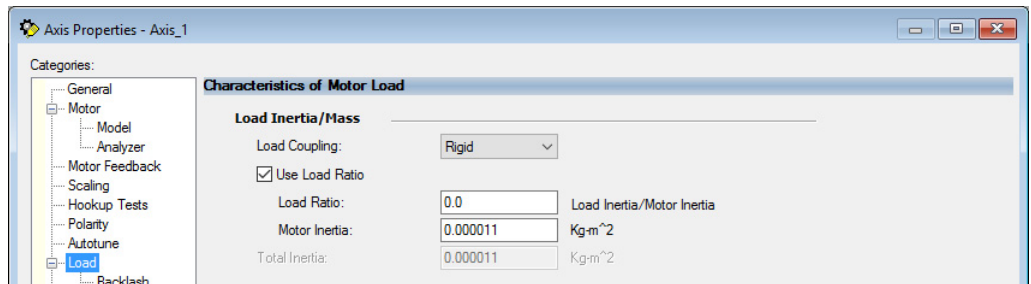 Axis Properties - Axis_1
Categories:
General
Motor
Model
Analyzer
Motor Feedback
Scaling
Hookup Tests
Polarity
Autotune
Load
Backlash
Characteristics of Motor Load
Load Inertia/Mass
Load Coupling: Rigid
Use Load Ratio
Load Ratio: 0.0 Load Inertia/Motor Inertia
Motor Inertia: 0.000011 Kg-m^2
Total Inertia: 0.000011 Kg-m^2